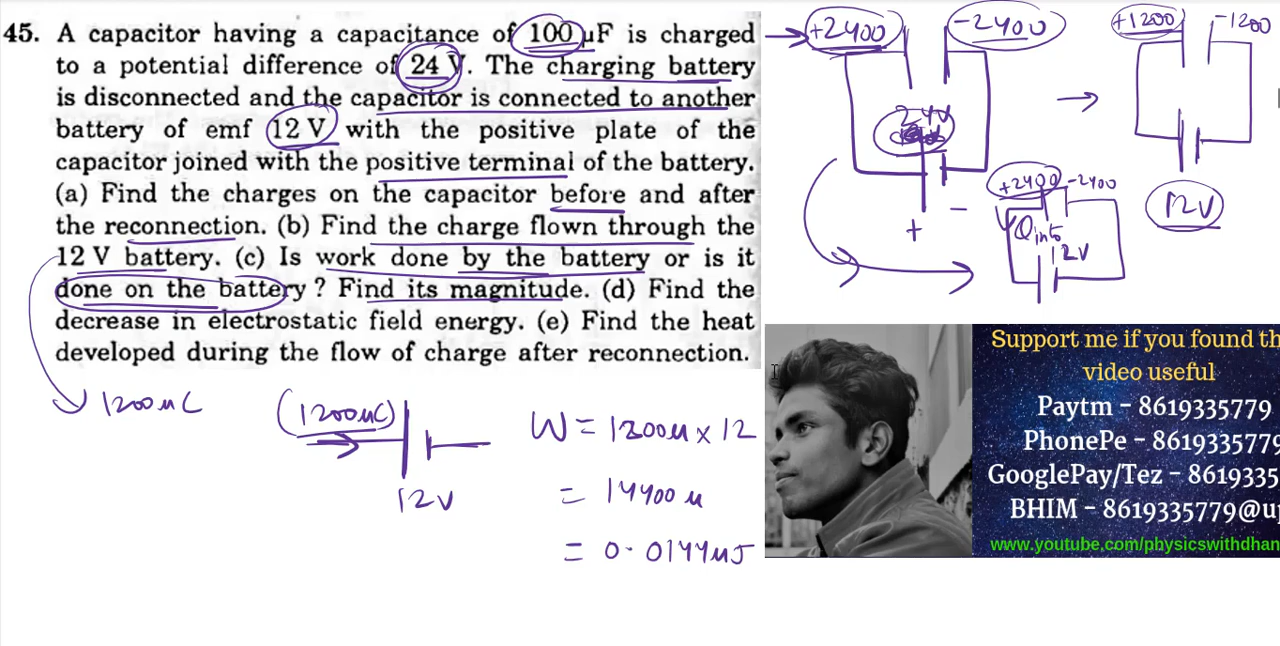 45. A capacitor having a capacitance of 100 μF is charged
to a potential difference of 24 V. The charging battery
is disconnected and the capacitor is connected to another
battery of emf 12 V with the positive plate of the
capacitor joined with the positive terminal of the battery.
(a) Find the charges on the capacitor before and after
the reconnection. (b) Find the charge flown through the
12 V battery. (c) Is work done by the battery or is it
done on the battery ? Find its magnitude. (d) Find the
decrease in electrostatic field energy. (e) Find the heat
developed during the flow of charge after reconnection.
→ 1200 μC
(1200μC)
12V
W = 1200μ × 12
= 14400 μ
= 0.0144μJ
+2400 -2400
24V
+ -
→
+1200 -1200
12V
+2400 -2400
12V
Support me if you found th
video useful
Paytm - 8619335779
PhonePe - 8619335779
GooglePay/Tez - 8619335
BHIM - 8619335779@up
www.youtube.com/physicswithdhan